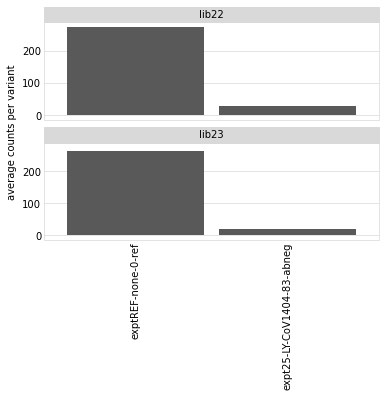 lib22
200
100
0
lib23
200
100
0
average counts per variant
exptREF-none-0-ref
expt25-LY-CoV1404-83-abneg